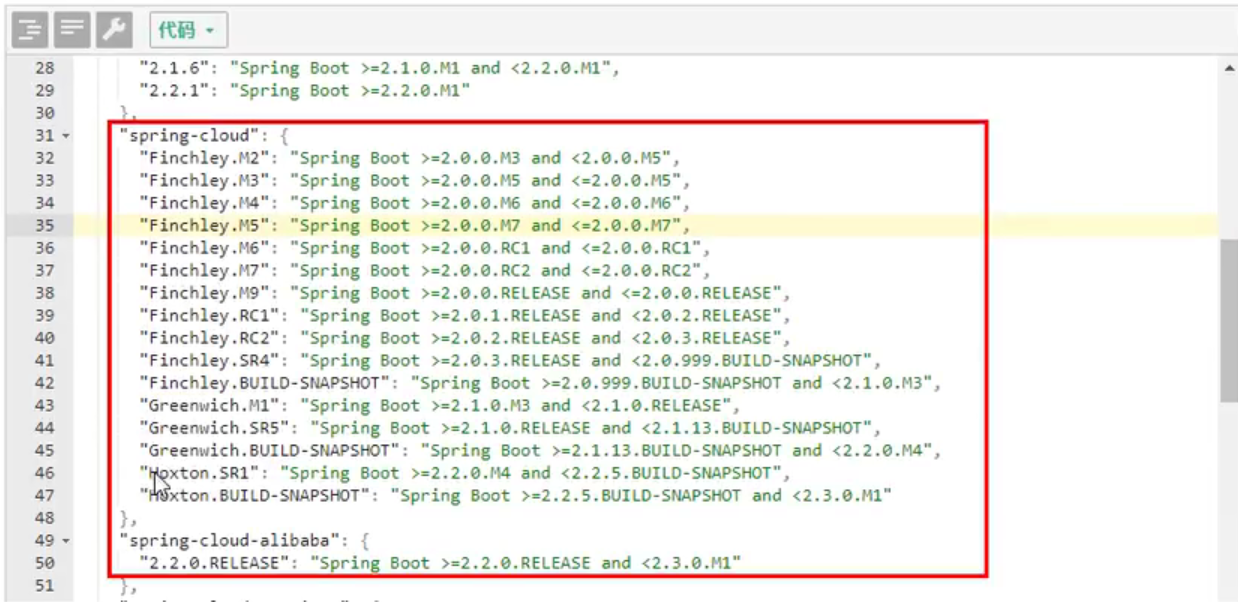 代码
28 "2.1.6": "Spring Boot >=2.1.0.M1 and <2.2.0.M1",
29 "2.2.1": "Spring Boot >=2.2.0.M1"
30 },
31 "spring-cloud": {
32 "Finchley.M2": "Spring Boot >=2.0.0.M3 and <2.0.0.M5",
33 "Finchley.M3": "Spring Boot >=2.0.0.M5 and <=2.0.0.M5",
34 "Finchley.M4": "Spring Boot >=2.0.0.M6 and <=2.0.0.M6",
35 "Finchley.M5": "Spring Boot >=2.0.0.M7 and <=2.0.0.M7",
36 "Finchley.M6": "Spring Boot >=2.0.0.RC1 and <=2.0.0.RC1",
37 "Finchley.M7": "Spring Boot >=2.0.0.RC2 and <=2.0.0.RC2",
38 "Finchley.M9": "Spring Boot >=2.0.0.RELEASE and <=2.0.0.RELEASE",
39 "Finchley.RC1": "Spring Boot >=2.0.1.RELEASE and <2.0.2.RELEASE",
40 "Finchley.RC2": "Spring Boot >=2.0.2.RELEASE and <2.0.3.RELEASE",
41 "Finchley.SR4": "Spring Boot >=2.0.3.RELEASE and <2.0.999.BUILD-SNAPSHOT",
42 "Finchley.BUILD-SNAPSHOT": "Spring Boot >=2.0.999.BUILD-SNAPSHOT and <2.1.0.M3",
43 "Greenwich.M1": "Spring Boot >=2.1.0.M3 and <2.1.0.RELEASE",
44 "Greenwich.SR5": "Spring Boot >=2.1.0.RELEASE and <2.1.13.BUILD-SNAPSHOT",
45 "Greenwich.BUILD-SNAPSHOT": "Spring Boot >=2.1.13.BUILD-SNAPSHOT and <2.2.0.M4",
46 "Hoxton.SR1": "Spring Boot >=2.2.0.M4 and <2.2.5.BUILD-SNAPSHOT",
47 "Hoxton.BUILD-SNAPSHOT": "Spring Boot >=2.2.5.BUILD-SNAPSHOT and <2.3.0.M1"
48 },
49 "spring-cloud-alibaba": {
50 "2.2.0.RELEASE": "Spring Boot >=2.2.0.RELEASE and <2.3.0.M1"
51 },